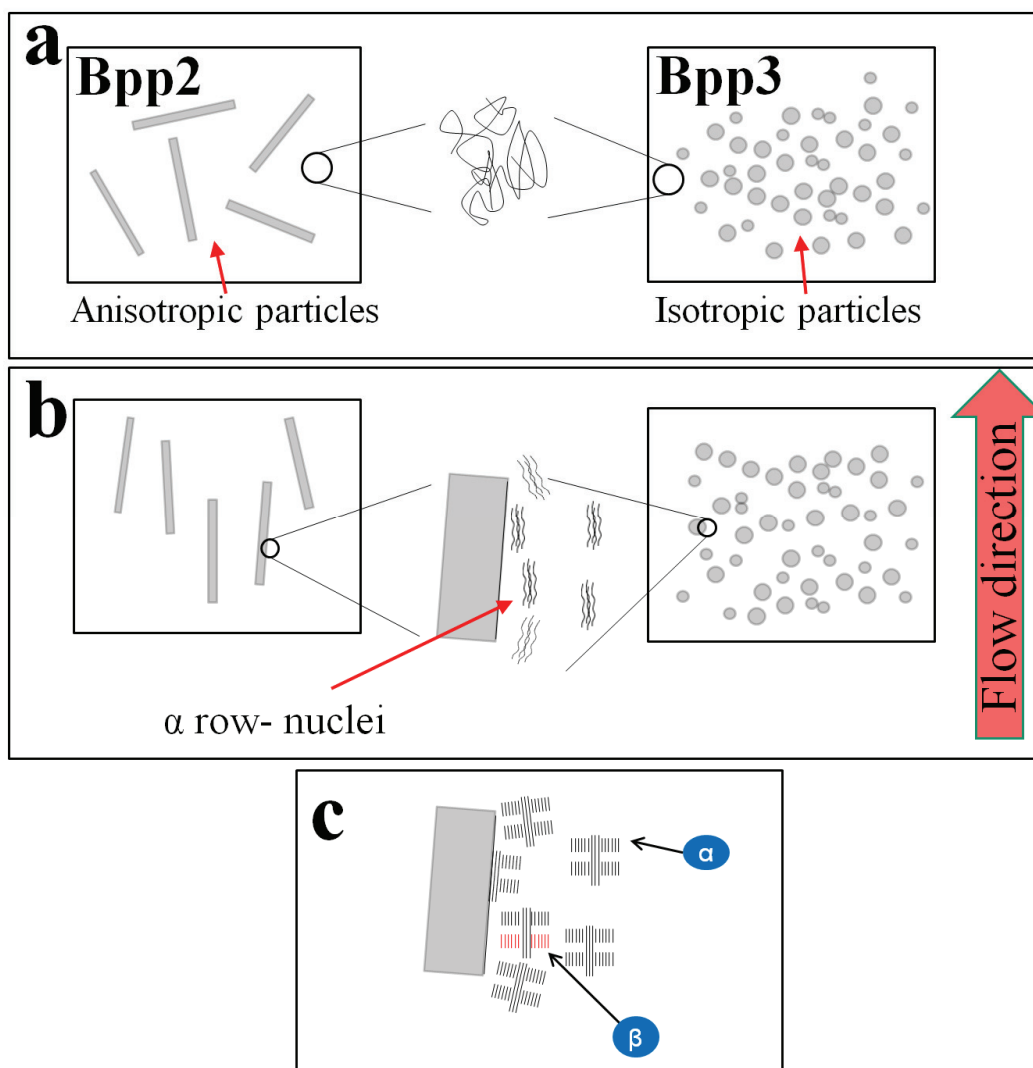 a
Bpp2
Bpp3
Anisotropic particles
Isotropic particles
b
α row- nuclei
Flow direction
c
α
β